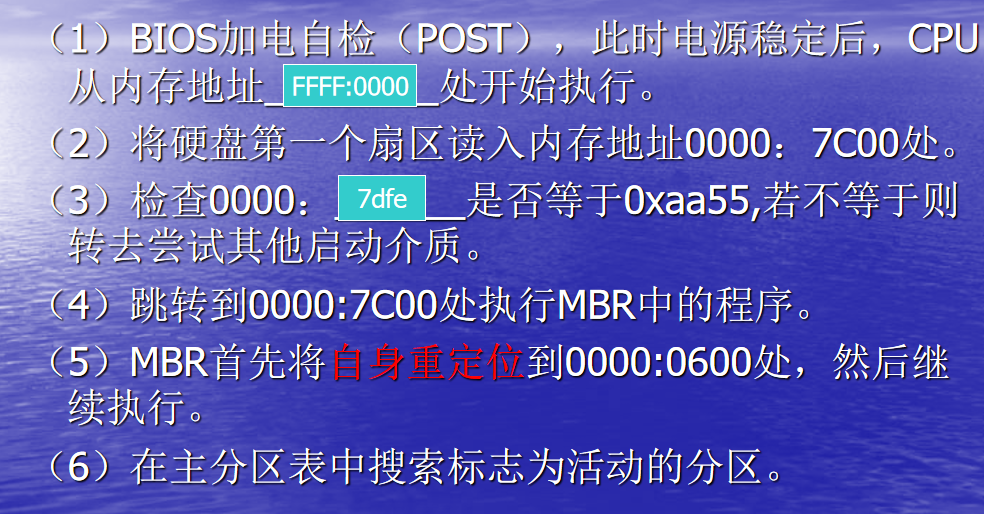 （1）BIOS加电自检（POST），此时电源稳定后，CPU
从内存地址_FFFF:0000_处开始执行。
（2）将硬盘第一个扇区读入内存地址0000：7C00处。
（3）检查0000：_7dfe__是否等于0xaa55,若不等于则
转去尝试其他启动介质。
（4）跳转到0000:7C00处执行MBR中的程序。
（5）MBR首先将自身重定位到0000:0600处，然后继
续执行。
（6）在主分区表中搜索标志为活动的分区。